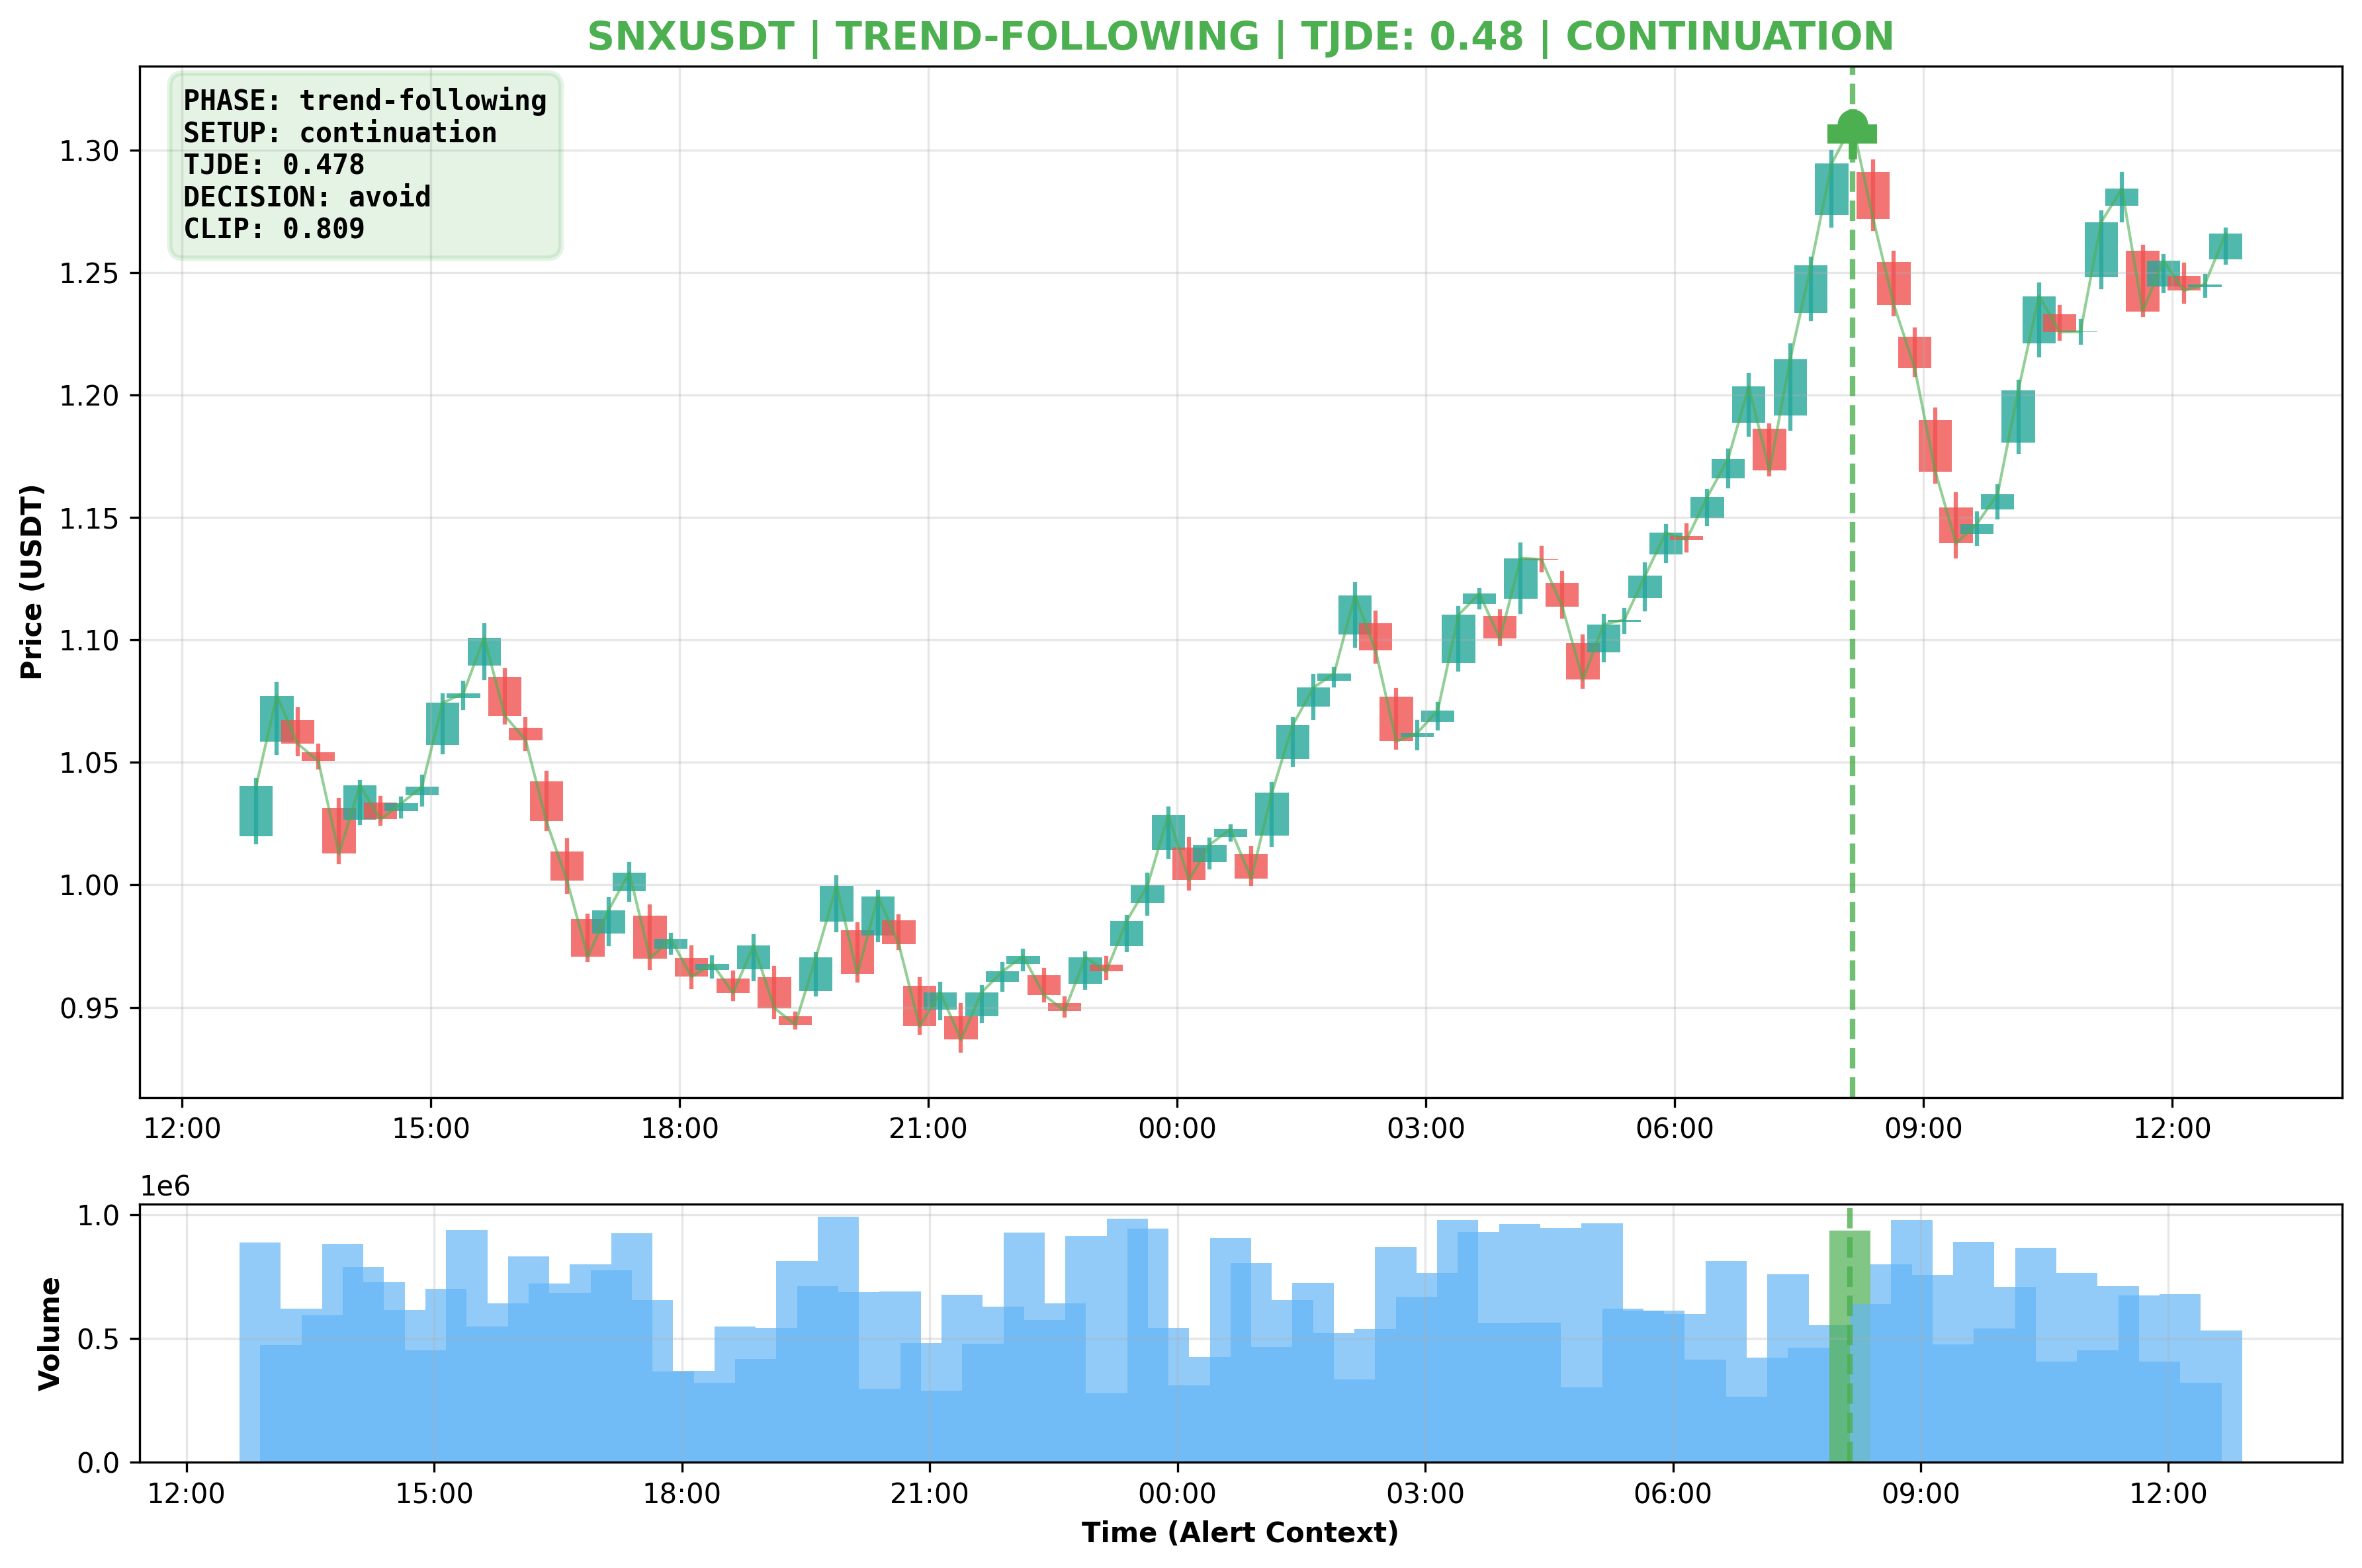 SNXUSDT | TREND-FOLLOWING | TJDE: 0.48 | CONTINUATION
PHASE: trend-following
SETUP: continuation
TJDE: 0.478
DECISION: avoid
CLIP: 0.809
Price (USDT)
1.30
1.25
1.20
1.15
1.10
1.05
1.00
0.95
12:00 15:00 18:00 21:00 00:00 03:00 06:00 09:00 12:00
1e6
Volume
1.0
0.5
0.0
12:00 15:00 18:00 21:00 00:00 03:00 06:00 09:00 12:00
Time (Alert Context)